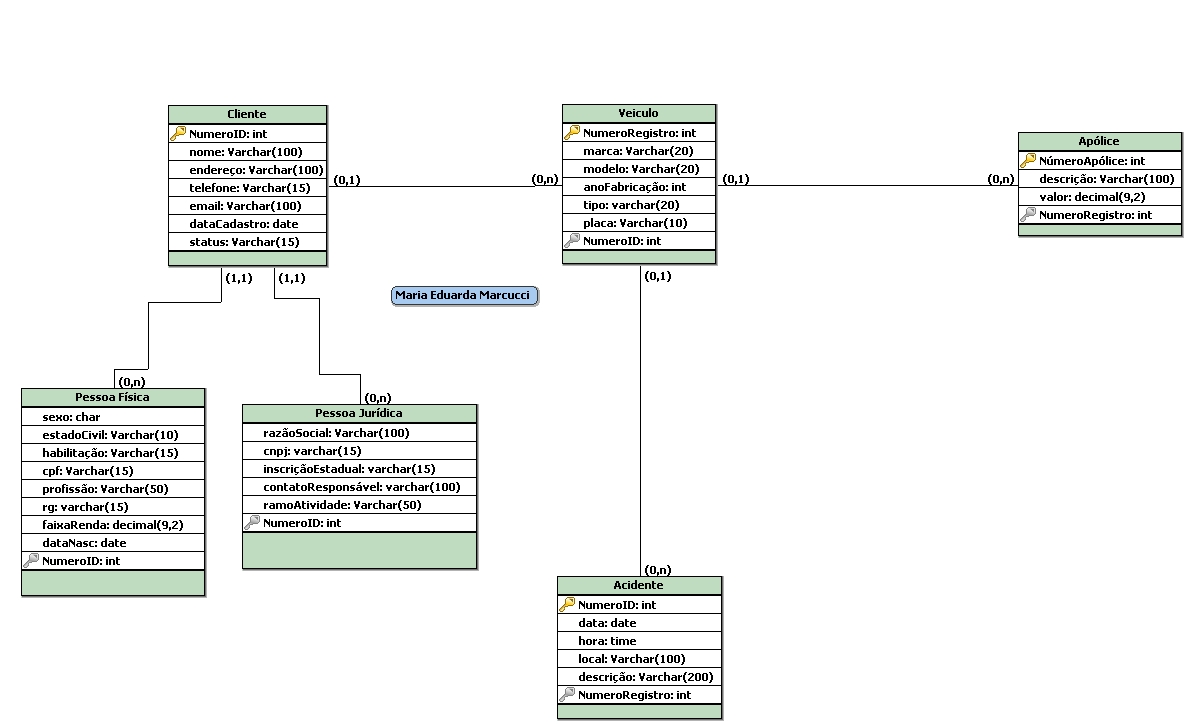 Cliente
NumeroID: int
nome: Varchar(100)
endereço: Varchar(100)
telefone: Varchar(15)
email: Varchar(100)
dataCadastro: date
status: Varchar(15)
(0,1)
(0,n)
Veiculo
NumeroRegistro: int
marca: Varchar(20)
modelo: Varchar(20)
anoFabricação: int
tipo: varchar(20)
placa: Varchar(10)
NumeroID: int
(0,1)
(0,n)
Apólice
NúmeroApólice: int
descrição: Varchar(100)
valor: decimal(9,2)
NumeroRegistro: int
(1,1)
(1,1)
(0,1)
Maria Eduarda Marcucci
(0,n)
Pessoa Física
sexo: char
estadoCivil: Varchar(10)
habilitação: Varchar(15)
cpf: Varchar(15)
profissão: Varchar(50)
rg: varchar(15)
faixaRenda: decimal(9,2)
dataNasc: date
NumeroID: int
(0,n)
Pessoa Jurídica
razãoSocial: Varchar(100)
cnpj: varchar(15)
inscriçãoEstadual: varchar(15)
contatoResponsável: varchar(100)
ramoAtividade: Varchar(50)
NumeroID: int
(0,n)
Acidente
NumeroID: int
data: date
hora: time
local: Varchar(100)
descrição: Varchar(200)
NumeroRegistro: int